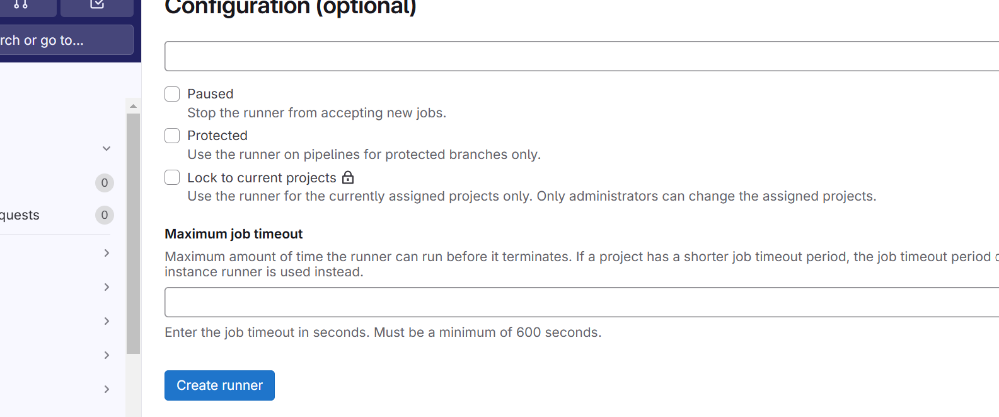 Configuration (optional)
rch or go to...
Paused
Stop the runner from accepting new jobs.
Protected
Use the runner on pipelines for protected branches only.
0
Lock to current projects
Use the runner for the currently assigned projects only. Only administrators can change the assigned projects.
quests
0
Maximum job timeout
Maximum amount of time the runner can run before it terminates. If a project has a shorter job timeout period, the job timeout period
instance runner is used instead.
Enter the job timeout in seconds. Must be a minimum of 600 seconds.
Create runner